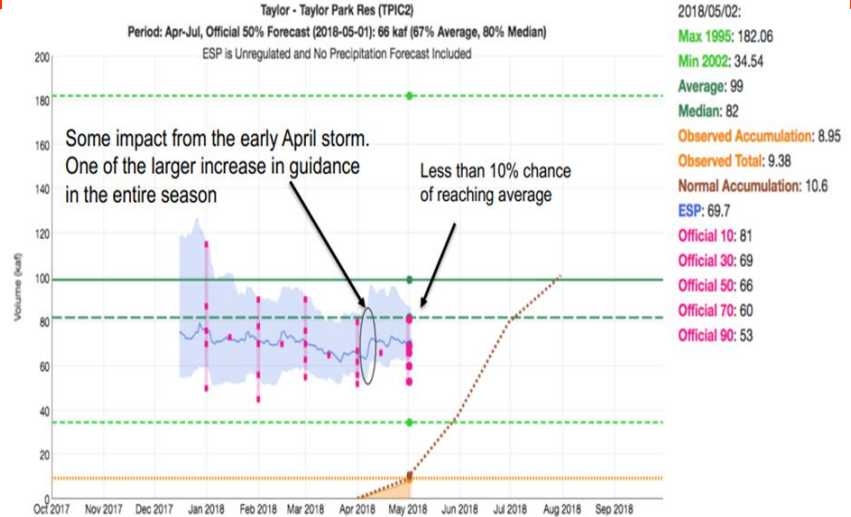 Taylor - Taylor Park Res (TPIC2)
Period: Apr-Jul, Official 50% Forecast (2018-05-01): 66 kaf (67% Average, 80% Median)
ESP is Unregulated and No Precipitation Forecast Included
2018/05/02:
Max 1995: 182.06
Min 2002: 34.54
Average: 99
Median: 82
Observed Accumulation: 8.95
Observed Total: 9.38
Normal Accumulation: 10.6
ESP: 69.7
Official 10: 81
Official 30: 69
Official 50: 66
Official 70: 60
Official 90: 53
Some impact from the early April storm.
One of the larger increase in guidance
in the entire season
Less than 10% chance
of reaching average
Volume (kaf)
200
180
160
140
120
100
80
60
40
20
0
Oct 2017 Nov 2017 Dec 2017 Jan 2018 Feb 2018 Mar 2018 Apr 2018 May 2018 Jun 2018 Jul 2018 Aug 2018 Sep 2018